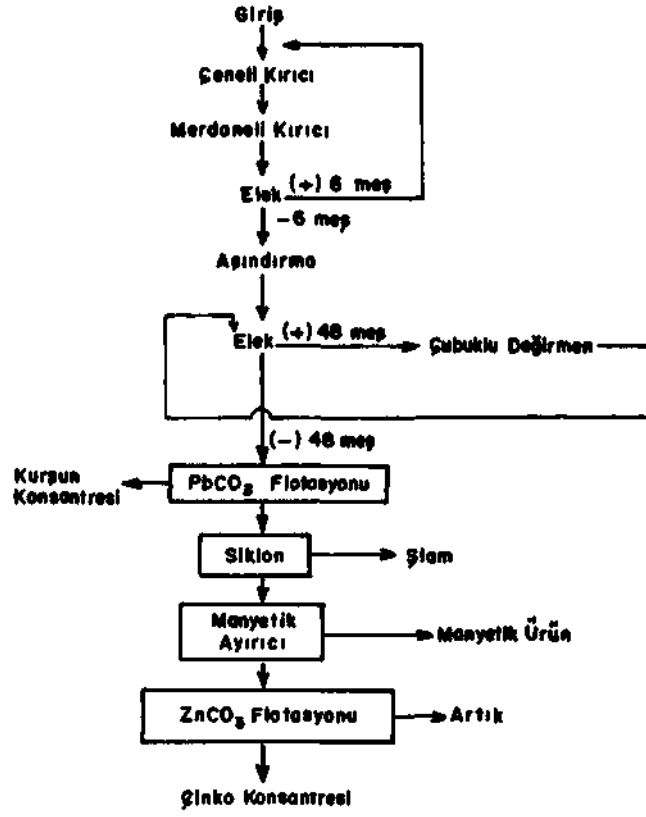 Giriş
Çeneli Kırıcı
Merdaneli Kırıcı
Elek (+) 6 meş
-6 meş
Aşındırma
Elek (+) 48 meş Çubuklu Değirmen
(-) 48 meş
Kurşun
Konsantresi
PbCO₃ Flotasyonu
Siklon Şlam
Manyetik
Ayırıcı
Manyetik Ürün
ZnCO₃ Flotasyonu Artık
Çinko Konsantresi